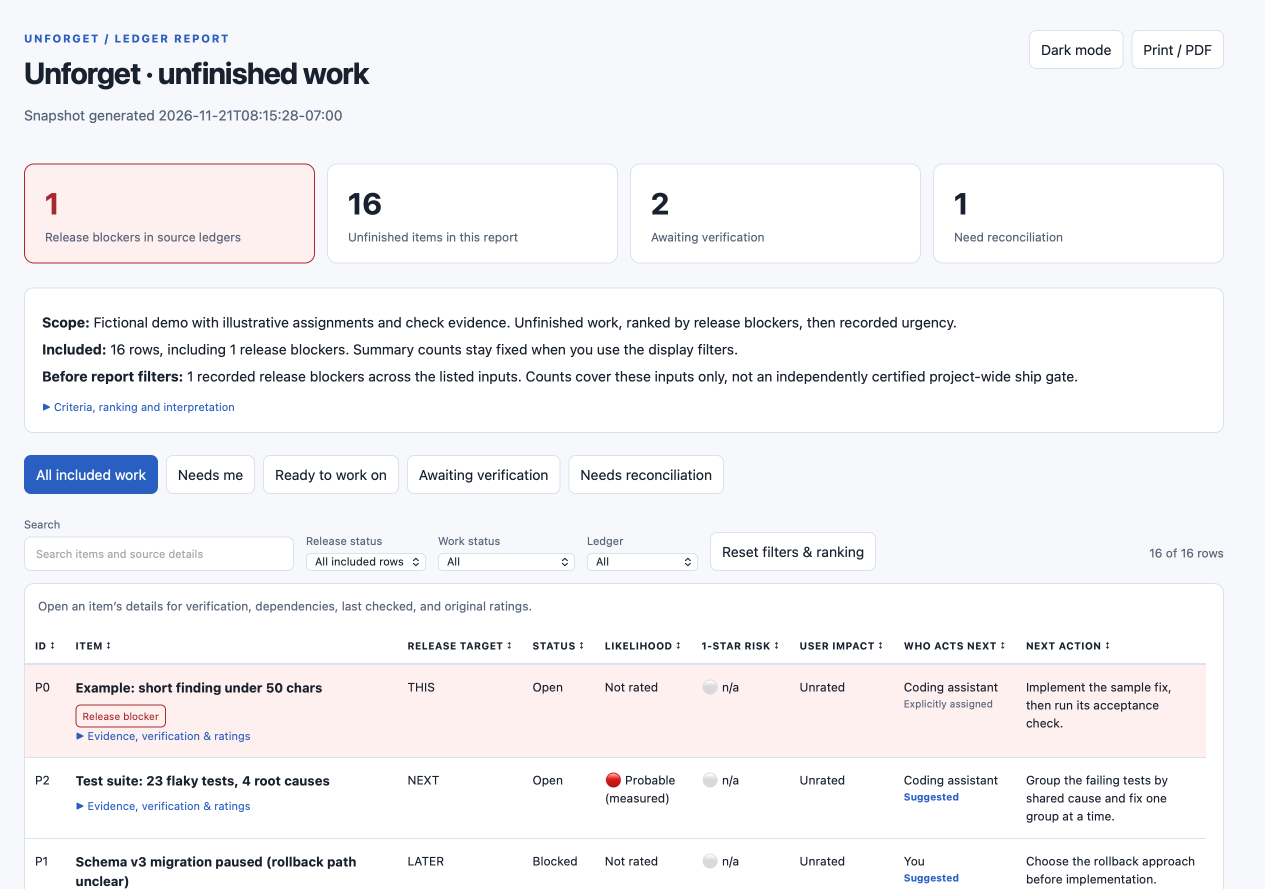 UNFORGET / LEDGER REPORT
Unforget · unfinished work
Snapshot generated 2026-11-21T08:15:28-07:00
Dark mode
Print / PDF
1
Release blockers in source ledgers
16
Unfinished items in this report
2
Awaiting verification
1
Need reconciliation
Scope: Fictional demo with illustrative assignments and check evidence. Unfinished work, ranked by release blockers, then recorded urgency.
Included: 16 rows, including 1 release blockers. Summary counts stay fixed when you use the display filters.
Before report filters: 1 recorded release blockers across the listed inputs. Counts cover these inputs only, not an independently certified project-wide ship gate.
▶ Criteria, ranking and interpretation
All included work
Needs me
Ready to work on
Awaiting verification
Needs reconciliation
Search
Search items and source details
Release status
All included rows
Work status
All
Ledger
All
Reset filters & ranking
16 of 16 rows
Open an item's details for verification, dependencies, last checked, and original ratings.
ID ↕ ITEM ↕ RELEASE TARGET ↕ STATUS ↕ LIKELIHOOD ↕ 1-STAR RISK ↕ USER IMPACT ↕ WHO ACTS NEXT ↕ NEXT ACTION ↕
P0
Example: short finding under 50 chars
Release blocker
▶ Evidence, verification & ratings
THIS
Open
Not rated
n/a
Unrated
Coding assistant
Explicitly assigned
Implement the sample fix,
then run its acceptance
check.
P2
Test suite: 23 flaky tests, 4 root causes
▶ Evidence, verification & ratings
NEXT
Open
Probable
(measured)
n/a
Unrated
Coding assistant
Suggested
Group the failing tests by
shared cause and fix one
group at a time.
P1
Schema v3 migration paused (rollback path
unclear)
LATER
Blocked
Not rated
n/a
Unrated
You
Suggested
Choose the rollback approach
before implementation.